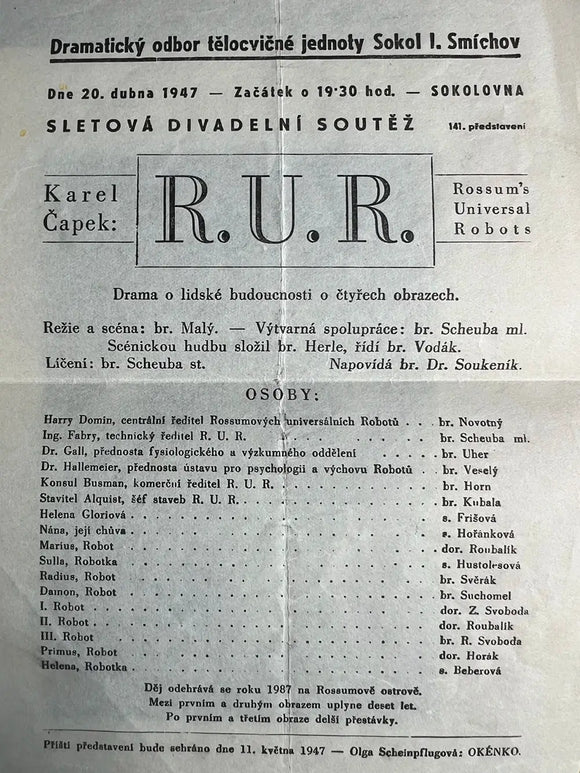 Dramatický odbor tělocvičné jednoty Sokol I. Smíchov
Dne 20. dubna 1947 — Začátek o 19·30 hod. — SOKOLOVNA
SLETOVÁ DIVADELNÍ SOUTĚŽ 141. představení
Karel Čapek:
R. U. R.
Rossum's
Universal
Robots
Drama o lidské budoucnosti o čtyřech obrazech.
Režie a scéna: br. Malý. — Výtvarná spolupráce: br. Scheuba ml.
Scénickou hudbu složil br. Herle, řídí br. Vodák.
Líčení: br. Scheuba st. Napovídá br. Dr. Soukeník.
OSOBY:
Harry Domin, centrální ředitel Rossumových universálních Robotů . . . br. Novotný
Ing. Fabry, technický ředitel R. U. R. . . . br. Scheuba ml.
Dr. Gall, přednosta fysiologického a výzkumného oddělení . . . br. Uher
Dr. Hallemeier, přednosta ústavu pro psychologii a výchovu Robotů . . br. Veselý
Konsul Busman, komerční ředitel R. U. R. . . . br. Horn
Stavitel Alquist, šéf staveb R. U. R. . . . br. Kubala
Helena Gloriová . . . s. Frišová
Nána, její chůva . . . s. Hořánková
Marius, Robot . . . dor. Roubalík
Sulla, Robotka . . . s. Hustolesová
Radius, Robot . . . br. Svěrák
Damon, Robot . . . br. Suchomel
I. Robot . . . dor. Z. Svoboda
II. Robot . . . dor. Roubalík
III. Robot . . . br. R. Svoboda
Primus, Robot . . . dor. Horák
Helena, Robotka . . . s. Beberová
Děj odehrává se roku 1987 na Rossumově ostrově.
Mezi prvním a druhým obrazem uplyne deset let.
Po prvním a třetím obraze delší přestávky.
Příští představení bude sehráno dne 11. května 1947 — Olga Scheinpflugová: OKÉNKO.